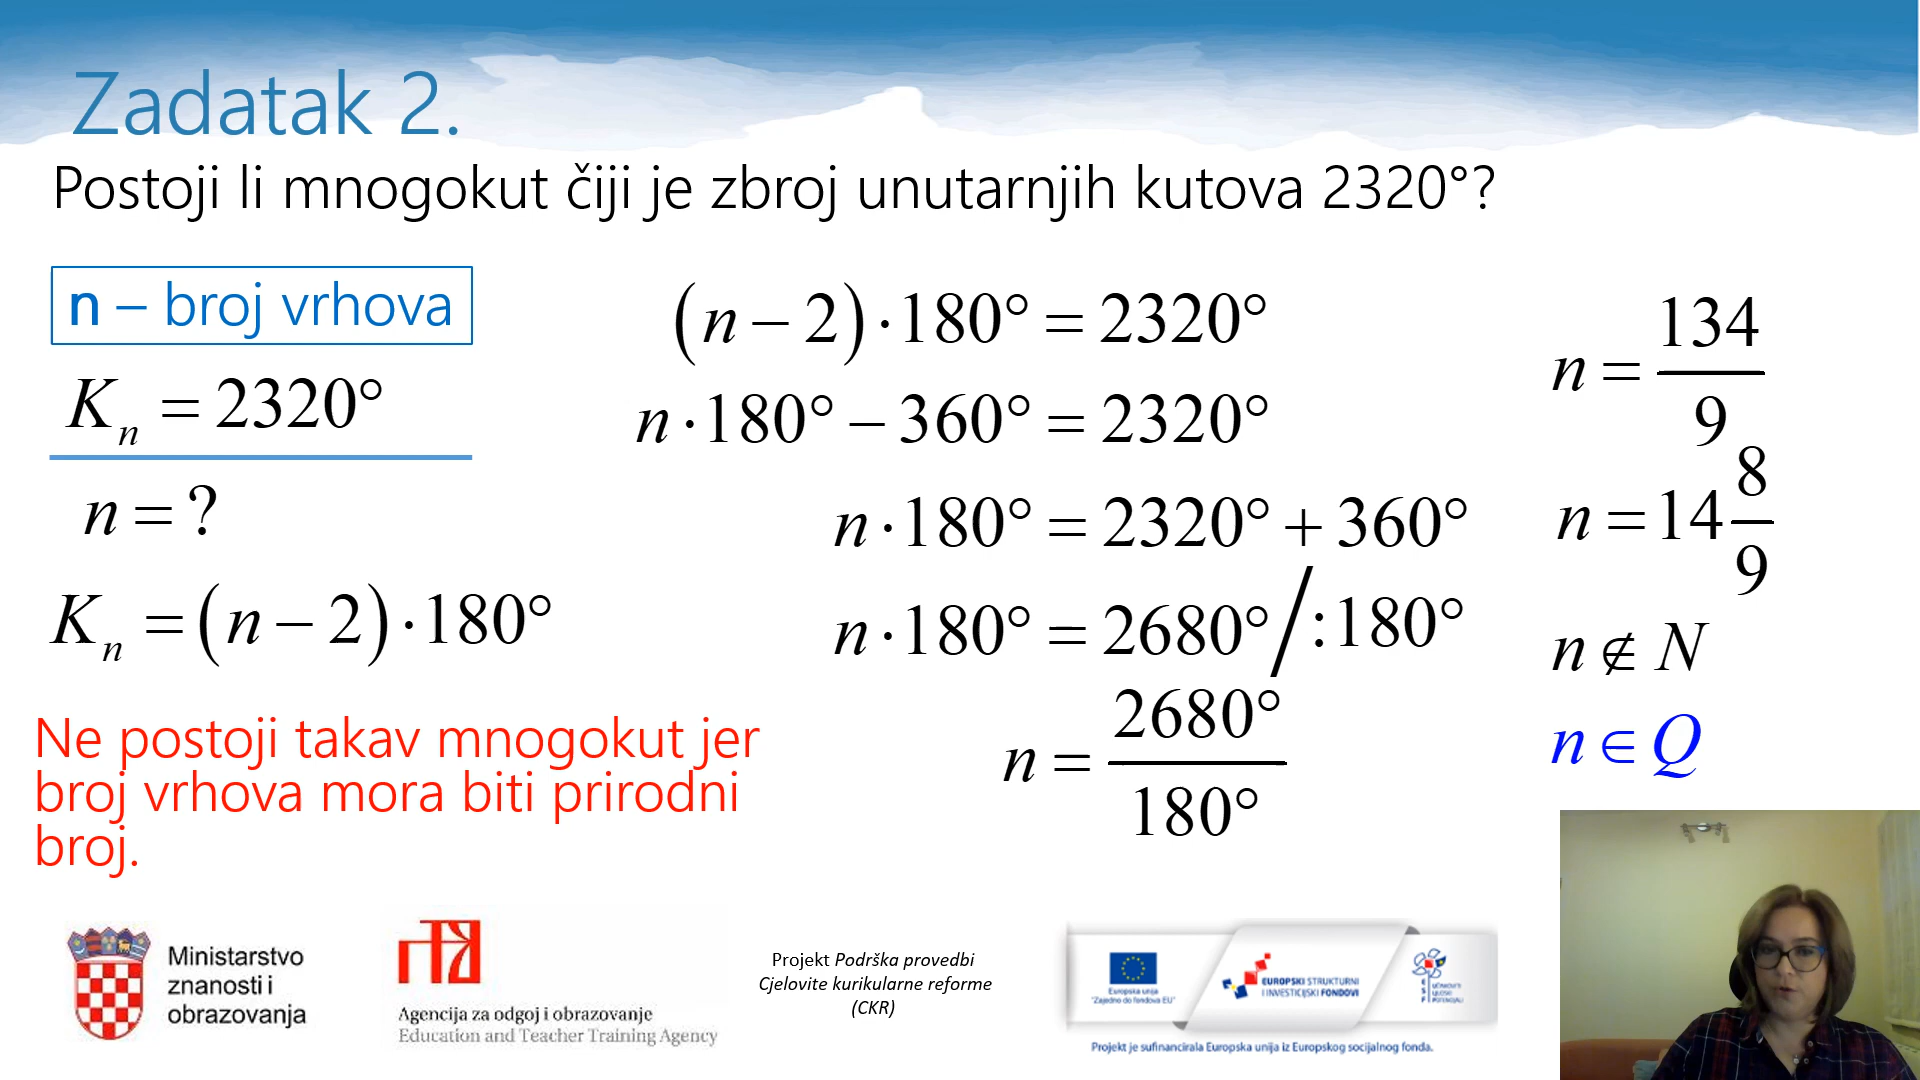 Zadatak 2.
Postoji li mnogokut čiji je zbroj unutarnjih kutova 2320°?
n – broj vrhova
Kₙ = 2320°
n = ?
Kₙ = (n − 2) · 180°
Ne postoji takav mnogokut jer
broj vrhova mora biti prirodni
broj.
(n − 2) · 180° = 2320°
n · 180° − 360° = 2320°
n · 180° = 2320° + 360°
n · 180° = 2680° / :180°
n = 2680° / 180°
n = 134 / 9
n = 14 8/9
n ∉ N
n ∈ Q
Ministarstvo
znanosti i
obrazovanja
Agencija za odgoj i obrazovanje
Education and Teacher Training Agency
Projekt Podrška provedbi
Cjelovite kurikularne reforme
(CKR)
Europska unija
"Zajedno do fondova EU"
EUROPSKI STRUKTURNI
I INVESTICIJSKI FONDOVI
Projekt je sufinancirala Europska unija iz Europskog socijalnog fonda.